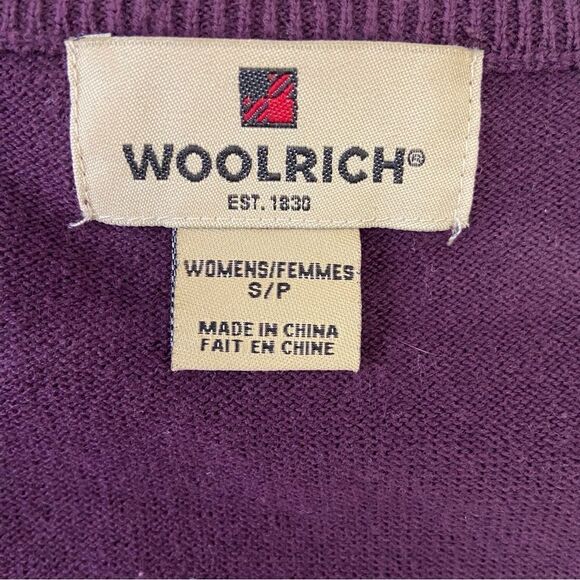 WOOLRICH®
EST. 1830
WOMENS/FEMMES
S/P
MADE IN CHINA
FAIT EN CHINE